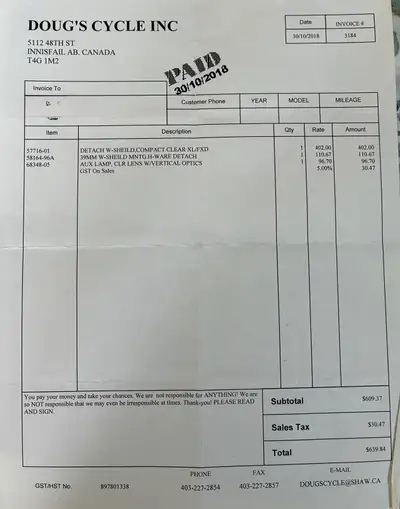 DOUG'S CYCLE INC
5112 48TH ST
INNISFAIL AB. CANADA
T4G 1M2
Date INVOICE #
30/10/2018 3184
PAID
30/10/2018
Invoice To
Customer Phone YEAR MODEL MILEAGE
Item Description Qty Rate Amount
57716-01 DETACH W-SHEILD,COMPACT CLEAR XL/FXD 1 402.00 402.00
58164-96A 39MM W-SHEILD MNTG.H-WARE DETACH 1 110.67 110.67
68348-05 AUX LAMP, CLR LENS W/VERTICAL OPTICS 1 96.70 96.70
GST On Sales 5.00% 30.47
You pay your money and take your chances. We are not responsible for ANYTHING! We are
so NOT responsible that we may even be irresponsible at times. Thank-you! PLEASE READ
AND SIGN.
Subtotal $609.37
Sales Tax $30.47
Total $639.84
PHONE FAX E-MAIL
GST/HST No. 897801338 403-227-2854 403-227-2857 DOUGSCYCLE@SHAW.CA